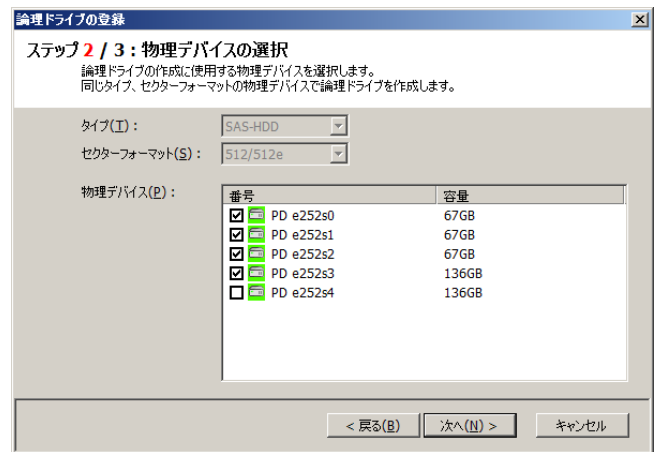 論理ドライブの登録
ステップ 2 / 3 : 物理デバイスの選択
論理ドライブの作成に使用する物理デバイスを選択します。
同じタイプ、セクターフォーマットの物理デバイスで論理ドライブを作成します。
タイプ(T) : SAS-HDD
セクターフォーマット(S) : 512/512e
物理デバイス(P) :
番号 容量
PD e252s0 67GB
PD e252s1 67GB
PD e252s2 67GB
PD e252s3 136GB
PD e252s4 136GB
< 戻る(B) 次へ(N) > キャンセル